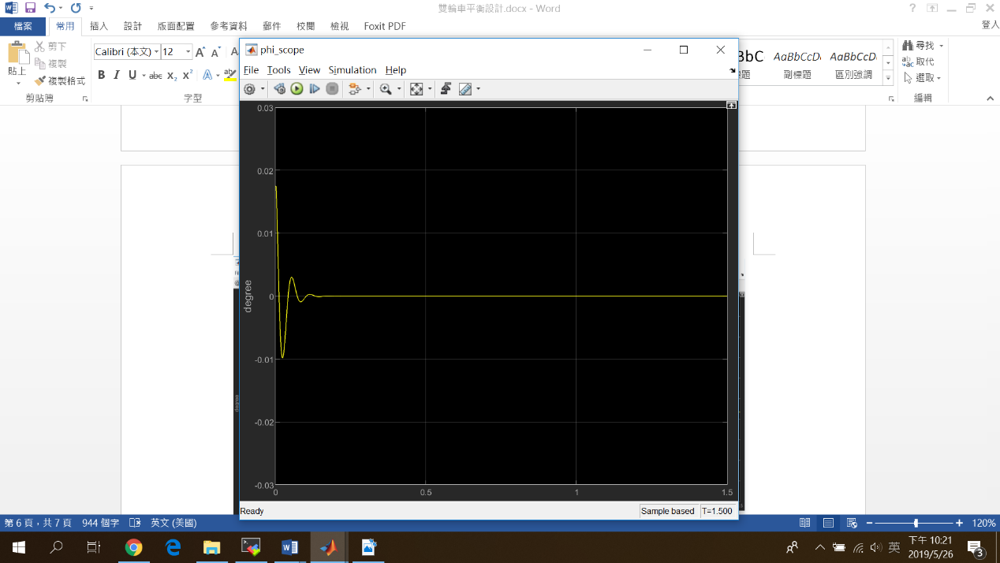 雙輪車平衡設計.docx - Word
檔案 常用 插入 設計 版面配置 參考資料 郵件 校閱 檢視 Foxit PDF 登入
貼上
剪下
複製
複製格式
剪貼簿
Calibri (本文) 12
B I U abc X₂ X² A
字型
phi_scope
File Tools View Simulation Help
BbC AaBbCcDi AaBbCcDi
題 副標題 區別強調
尋找
取代
選取
編輯
0.03
0.02
0.01
0
-0.01
-0.02
-0.03
degree
0 0.5 1 1.5
Ready Sample based T=1.500
degree
第 6 頁，共 7 頁 944 個字 英文 (美國) 120%
英
下午 10:21
2019/5/26
3